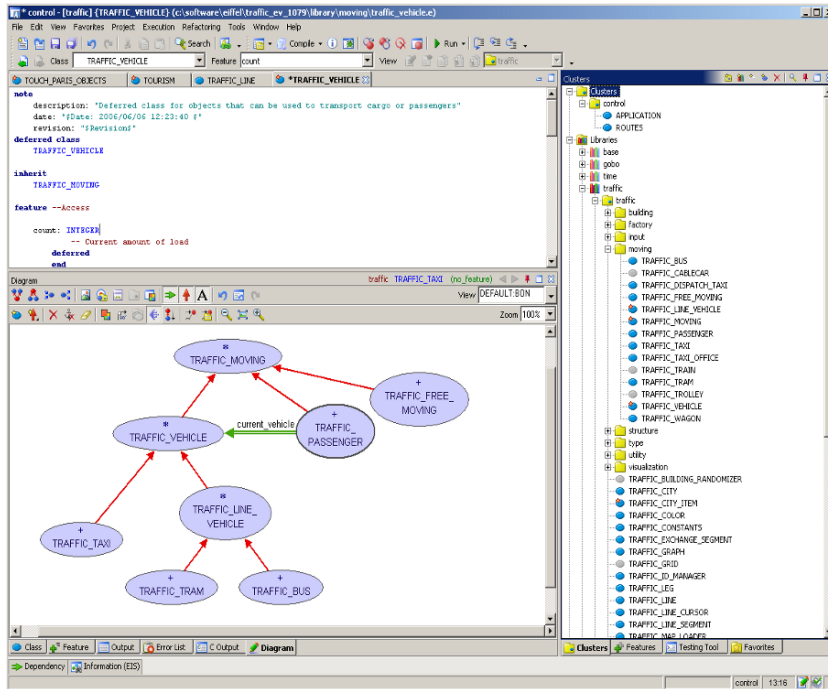 * control - [traffic] {TRAFFIC_VEHICLE} (c:\software\eiffel\traffic_ev_1079\library\moving\traffic_vehicle.e)
File Edit View Favorites Project Execution Refactoring Tools Window Help
Search Compile Run
Class TRAFFIC_VEHICLE Feature count View traffic
TOUCH_PARIS_OBJECTS TOURISM TRAFFIC_LINE *TRAFFIC_VEHICLE
note
description: "Deferred class for objects that can be used to transport cargo or passengers"
date: "$Date: 2006/06/06 12:23:40 $"
revision: "$Revision$"
deferred class
TRAFFIC_VEHICLE
inherit
TRAFFIC_MOVING
feature --Access
count: INTEGER
-- Current amount of load
deferred
end
Diagram traffic TRAFFIC_TAXI (no_feature)
View DEFAULT:BON
Zoom 100%
*
TRAFFIC_MOVING
+
TRAFFIC_FREE_
MOVING
*
TRAFFIC_VEHICLE
current_vehicle
+
TRAFFIC_
PASSENGER
*
TRAFFIC_LINE_
VEHICLE
+
TRAFFIC_TAXI
+
TRAFFIC_TRAM
+
TRAFFIC_BUS
Class Feature Output Error List C Output Diagram
Dependency Information (EIS)
Clusters
Clusters
control
APPLICATION
ROUTES
Libraries
base
gobo
time
traffic
traffic
building
factory
input
moving
TRAFFIC_BUS
TRAFFIC_CABLECAR
TRAFFIC_DISPATCH_TAXI
TRAFFIC_FREE_MOVING
TRAFFIC_LINE_VEHICLE
TRAFFIC_MOVING
TRAFFIC_PASSENGER
TRAFFIC_TAXI
TRAFFIC_TAXI_OFFICE
TRAFFIC_TRAIN
TRAFFIC_TRAM
TRAFFIC_TROLLEY
TRAFFIC_VEHICLE
TRAFFIC_WAGON
structure
type
utility
visualization
TRAFFIC_BUILDING_RANDOMIZER
TRAFFIC_CITY
TRAFFIC_CITY_ITEM
TRAFFIC_COLOR
TRAFFIC_CONSTANTS
TRAFFIC_EXCHANGE_SEGMENT
TRAFFIC_GRAPH
TRAFFIC_GRID
TRAFFIC_ID_MANAGER
TRAFFIC_LEG
TRAFFIC_LINE
TRAFFIC_LINE_CURSOR
TRAFFIC_LINE_SEGMENT
TRAFFIC_MAP_LOADER
Clusters Features Testing Tool Favorites
control 13:16